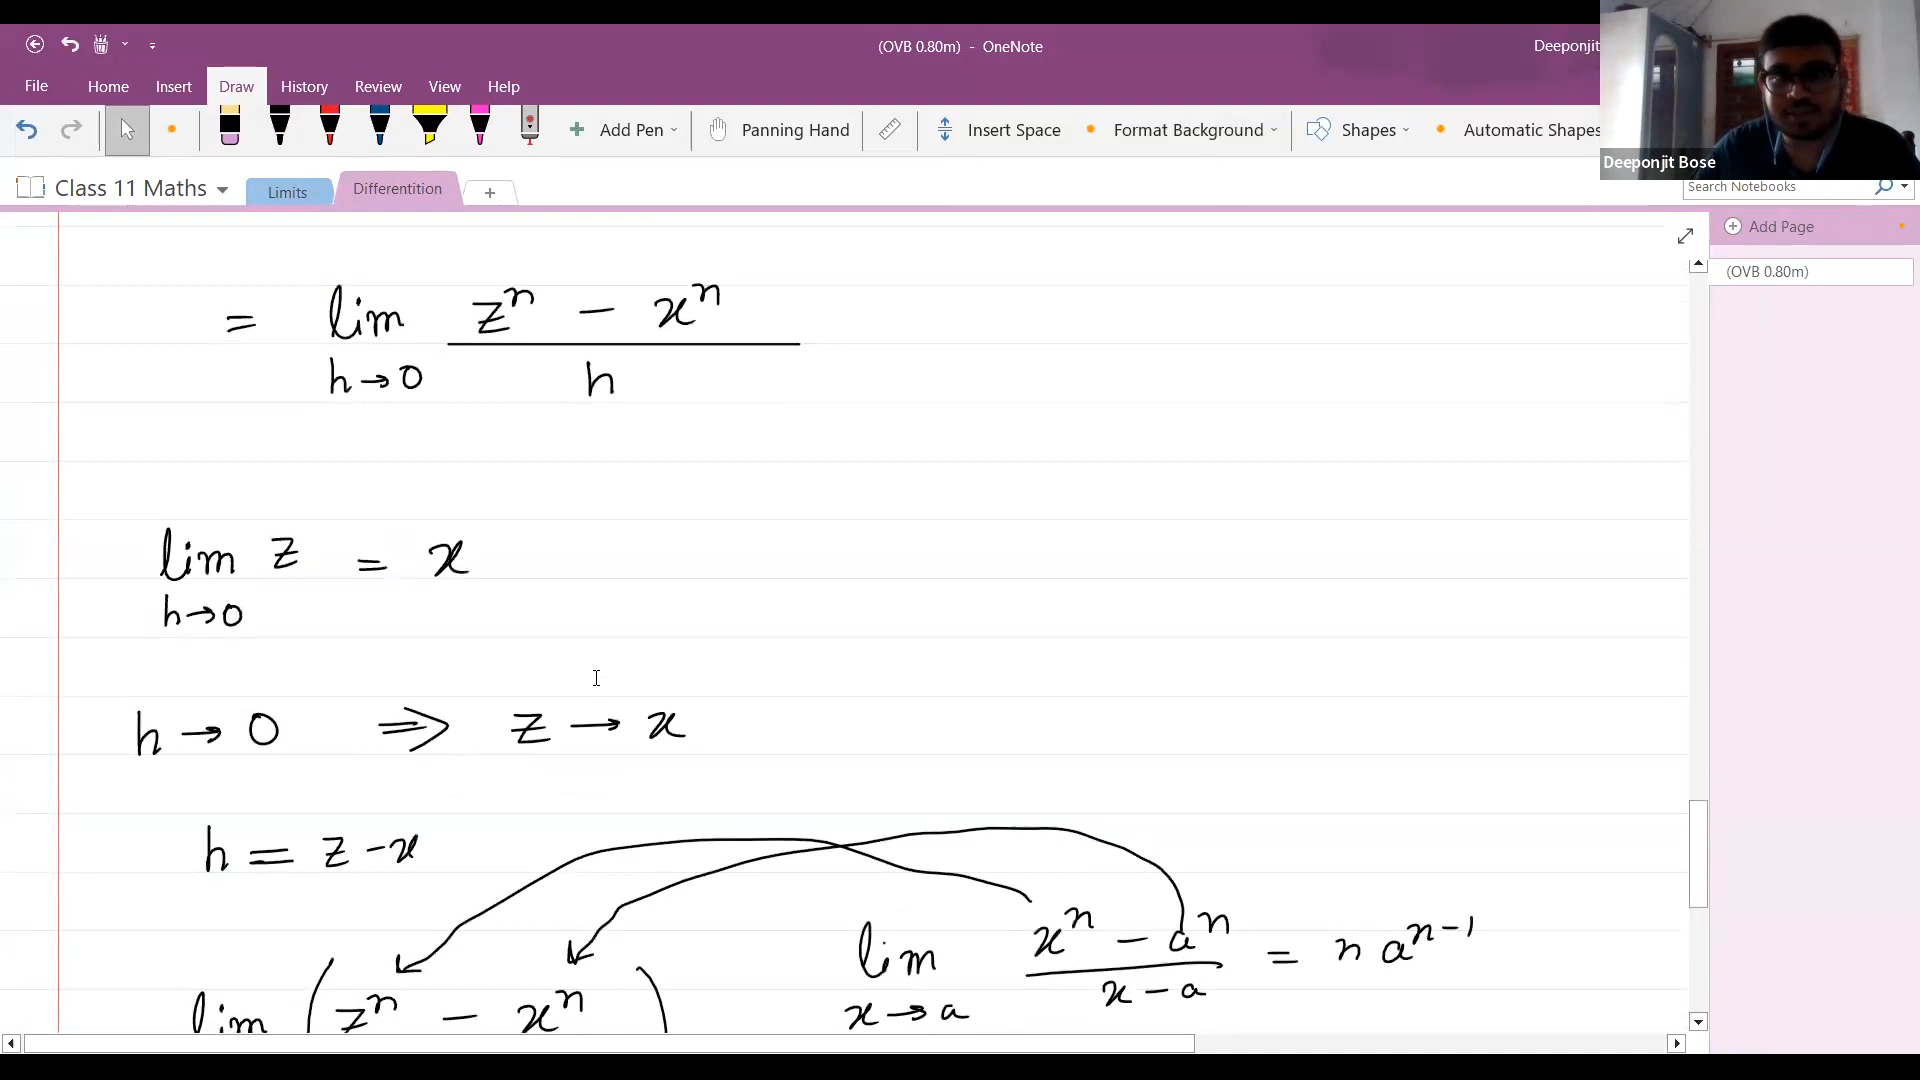 (OVB 0.80m) - OneNote
Deeponjit
File Home Insert Draw History Review View Help
Add Pen Panning Hand Insert Space Format Background Shapes Automatic Shapes
Deeponjit Bose
Class 11 Maths Limits Differentition +
Search Notebooks
Add Page
(OVB 0.80m)
= lim zⁿ - xⁿ
h→0 h
lim z = x
h→0
h → 0 ⇒ z → x
h = z - x
lim xⁿ - aⁿ = n aⁿ⁻¹
x→a x - a
lim ( zⁿ - xⁿ )